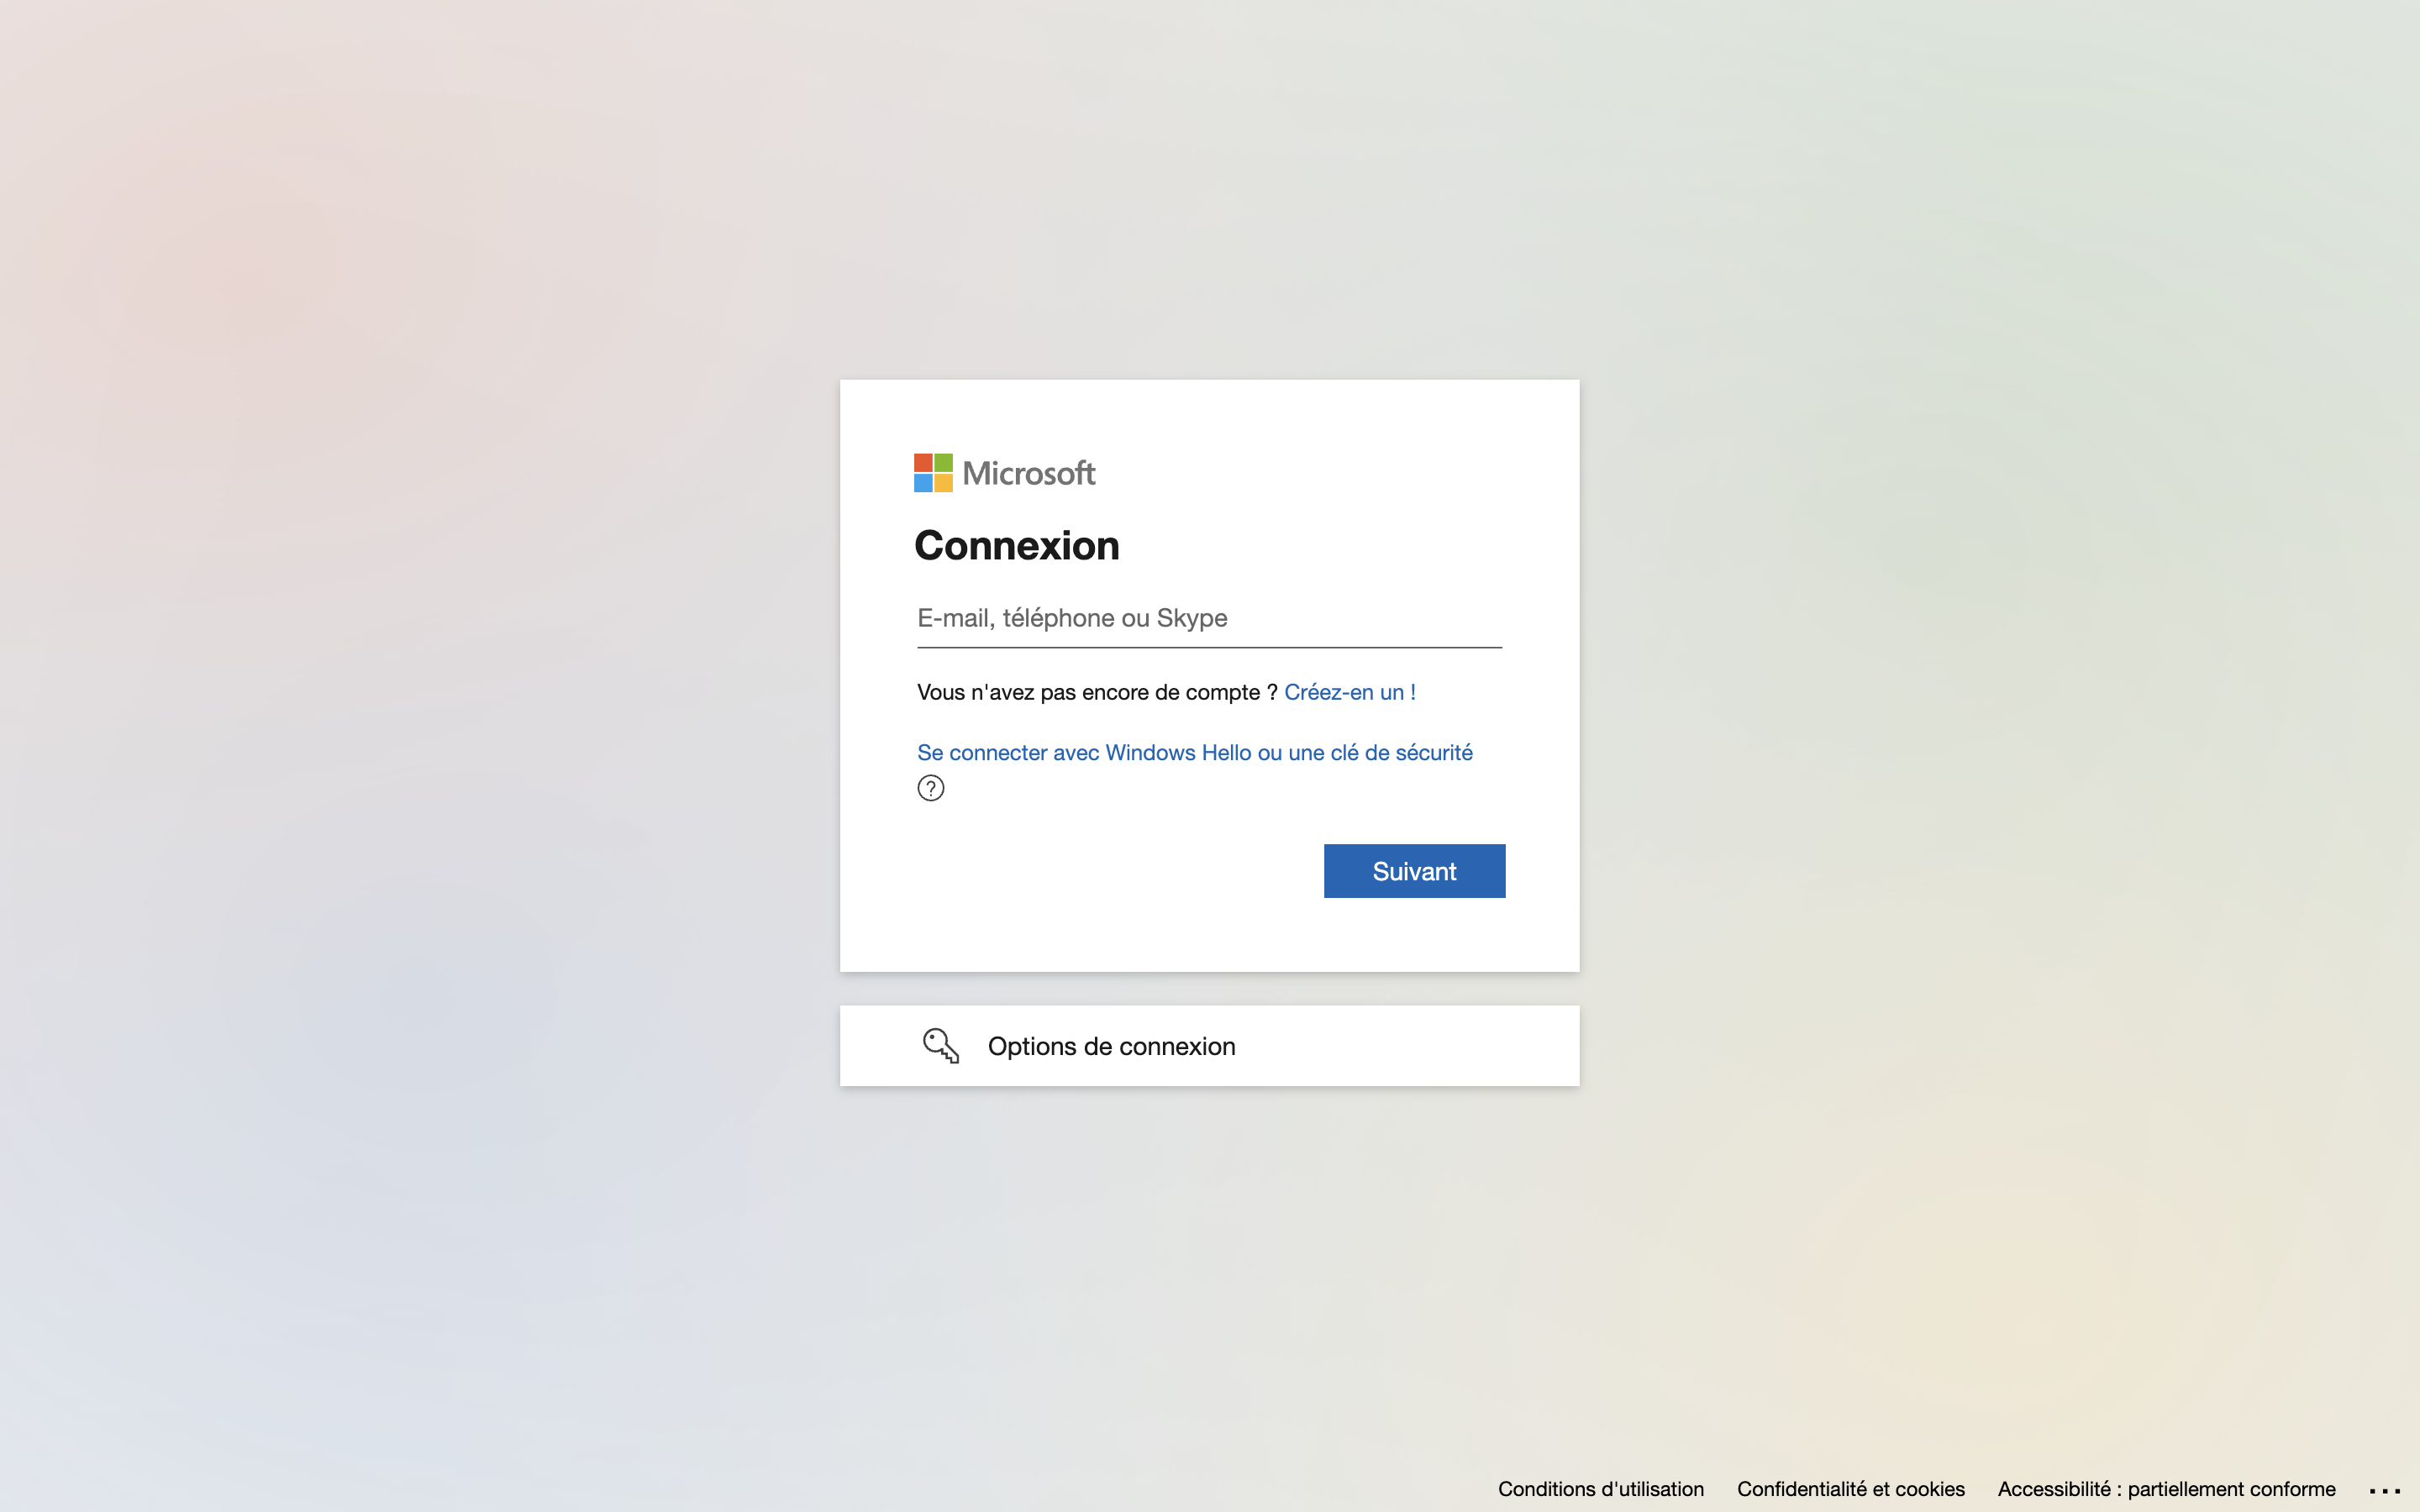 Microsoft
Connexion
E-mail, téléphone ou Skype
Vous n'avez pas encore de compte ? Créez-en un !
Se connecter avec Windows Hello ou une clé de sécurité
?
Suivant
Options de connexion
Conditions d'utilisation Confidentialité et cookies Accessibilité : partiellement conforme ...